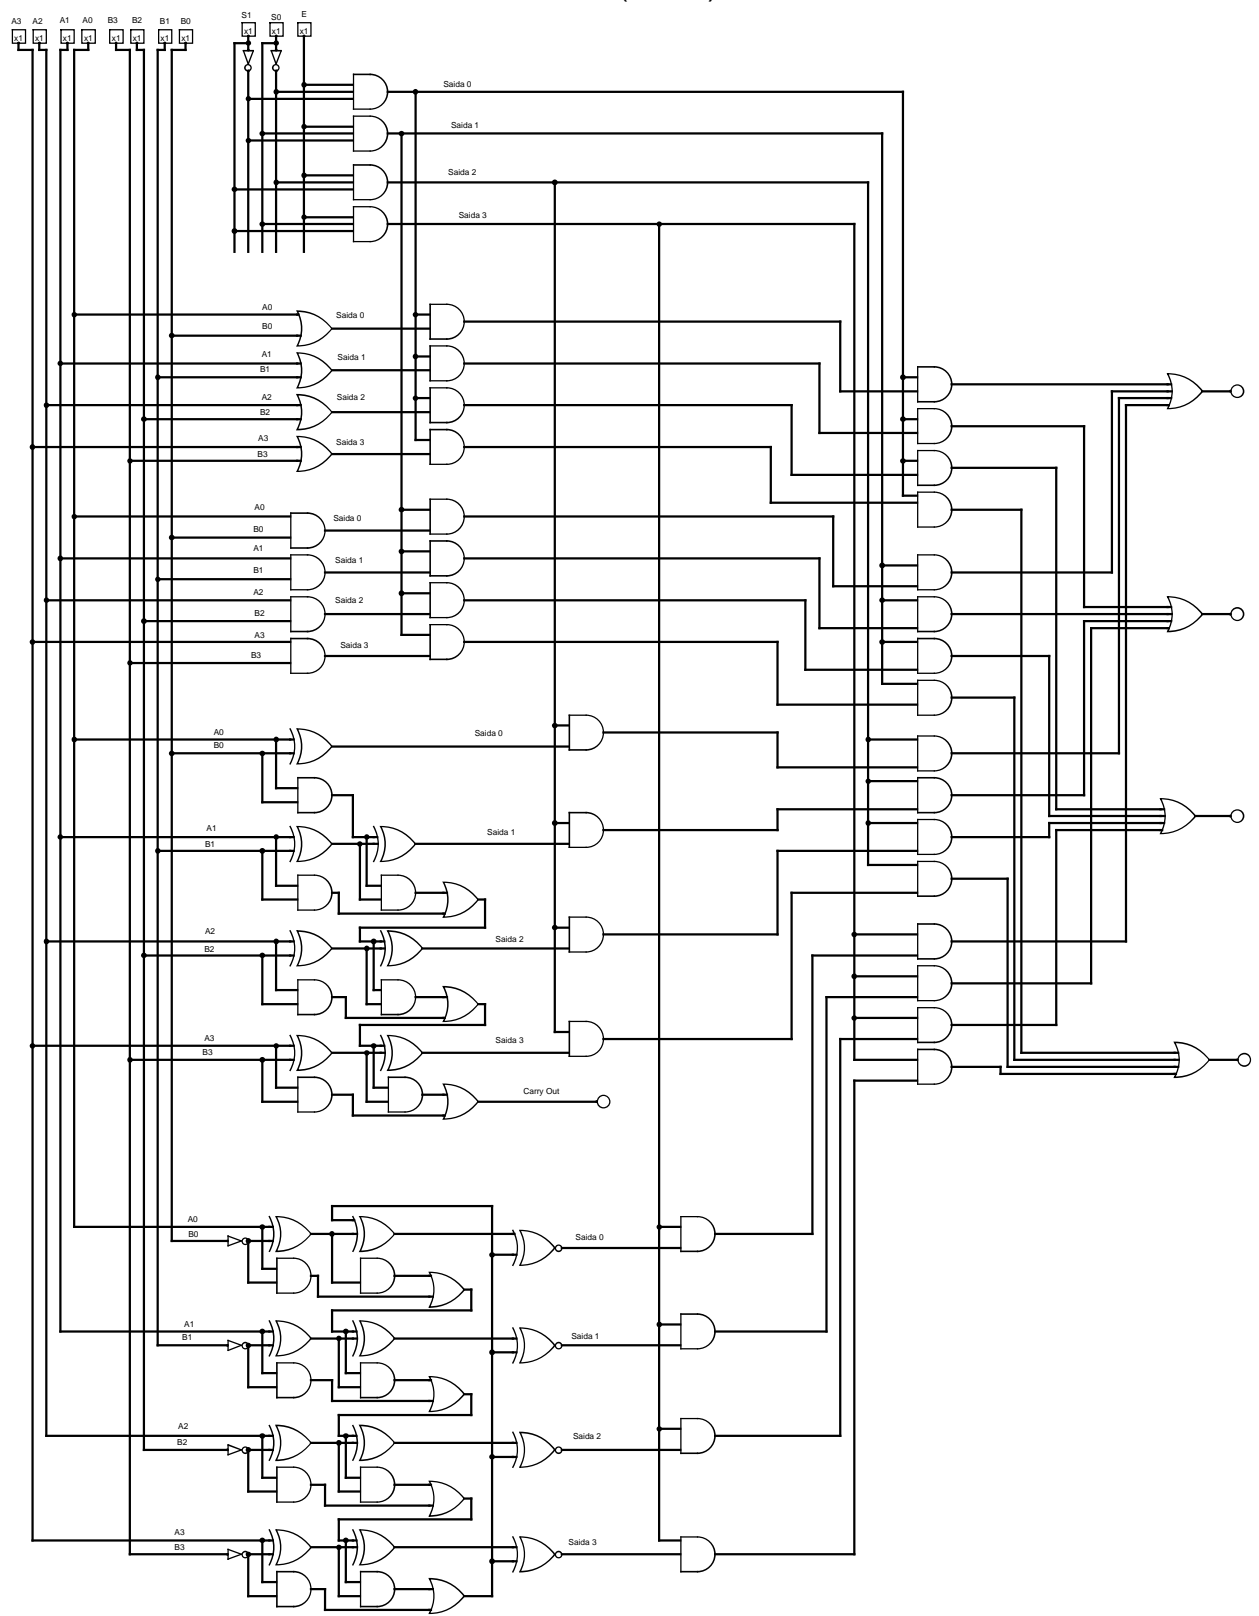 A3 A2 A1 A0 B3 B2 B1 B0 S1 S0 E
x1 x1 x1 x1 x1 x1 x1 x1 x1 x1 x1
Saida 0
Saida 1
Saida 2
Saida 3
A0 Saida 0
B0
A1 Saida 1
B1
A2 Saida 2
B2
A3 Saida 3
B3
A0 Saida 0
B0
A1
B1 Saida 1
A2
B2 Saida 2
A3
B3 Saida 3
A0 Saida 0
B0
A1 Saida 1
B1
A2 Saida 2
B2
A3 Saida 3
B3
Carry Out
A0
B0 Saida 0
A1 Saida 1
B1
A2 Saida 2
B2
A3 Saida 3
B3